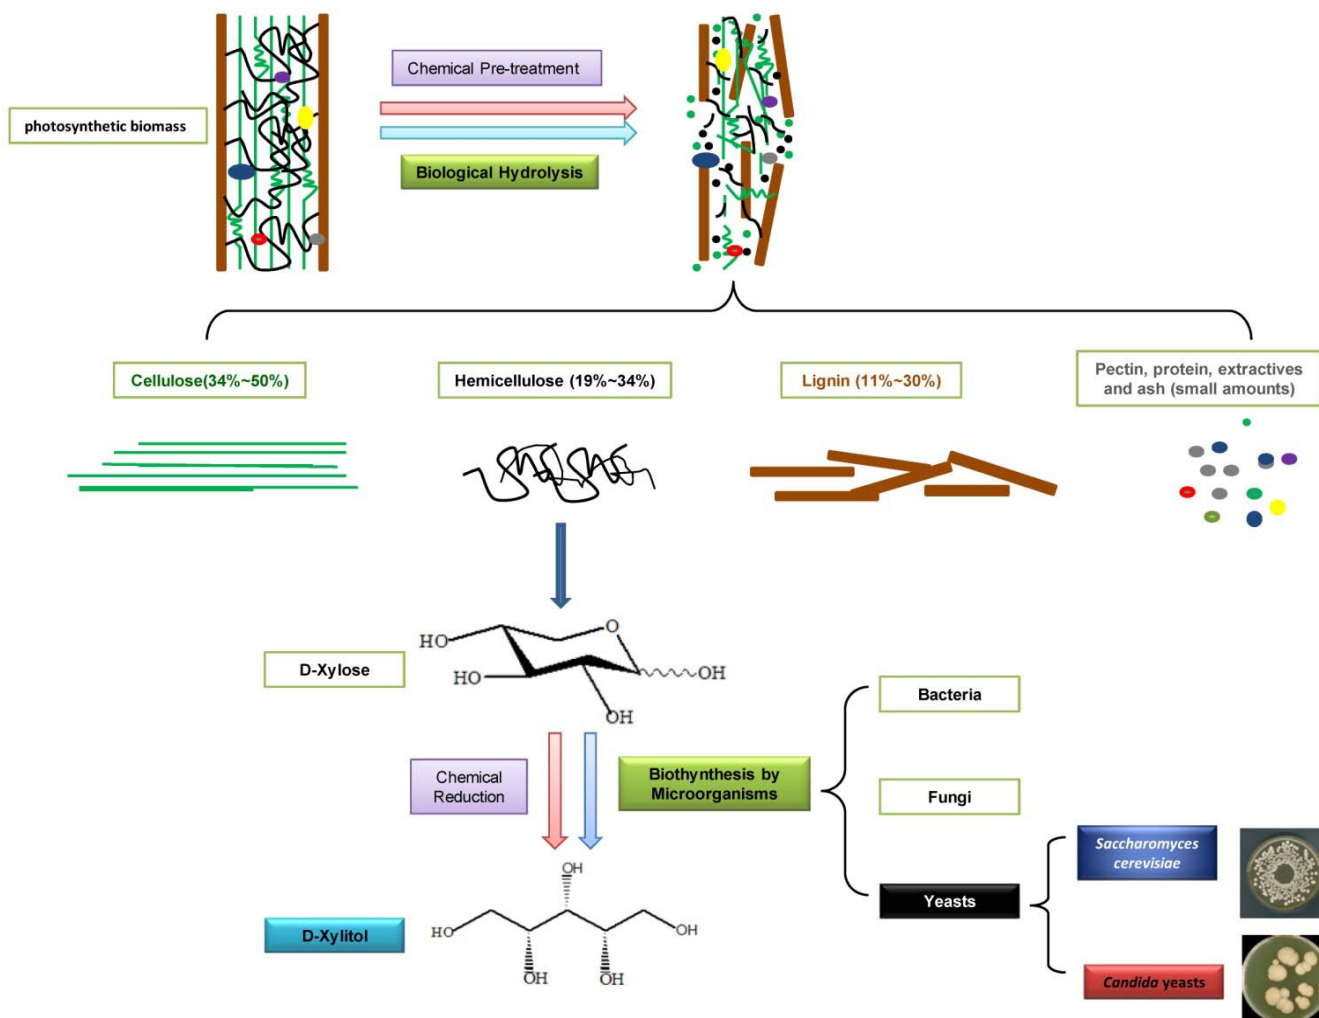 photosynthetic biomass
Chemical Pre-treatment
Biological Hydrolysis
Cellulose(34%~50%)
Hemicellulose (19%~34%)
Lignin (11%~30%)
Pectin, protein, extractives
and ash (small amounts)
D-Xylose
HO
O
HO
OH
OH
Chemical
Reduction
Biothynthesis by
Microorganisms
Bacteria
Fungi
Yeasts
Saccharomyces
cerevisiae
Candida yeasts
D-Xylitol
OH
HO
OH
OH
OH